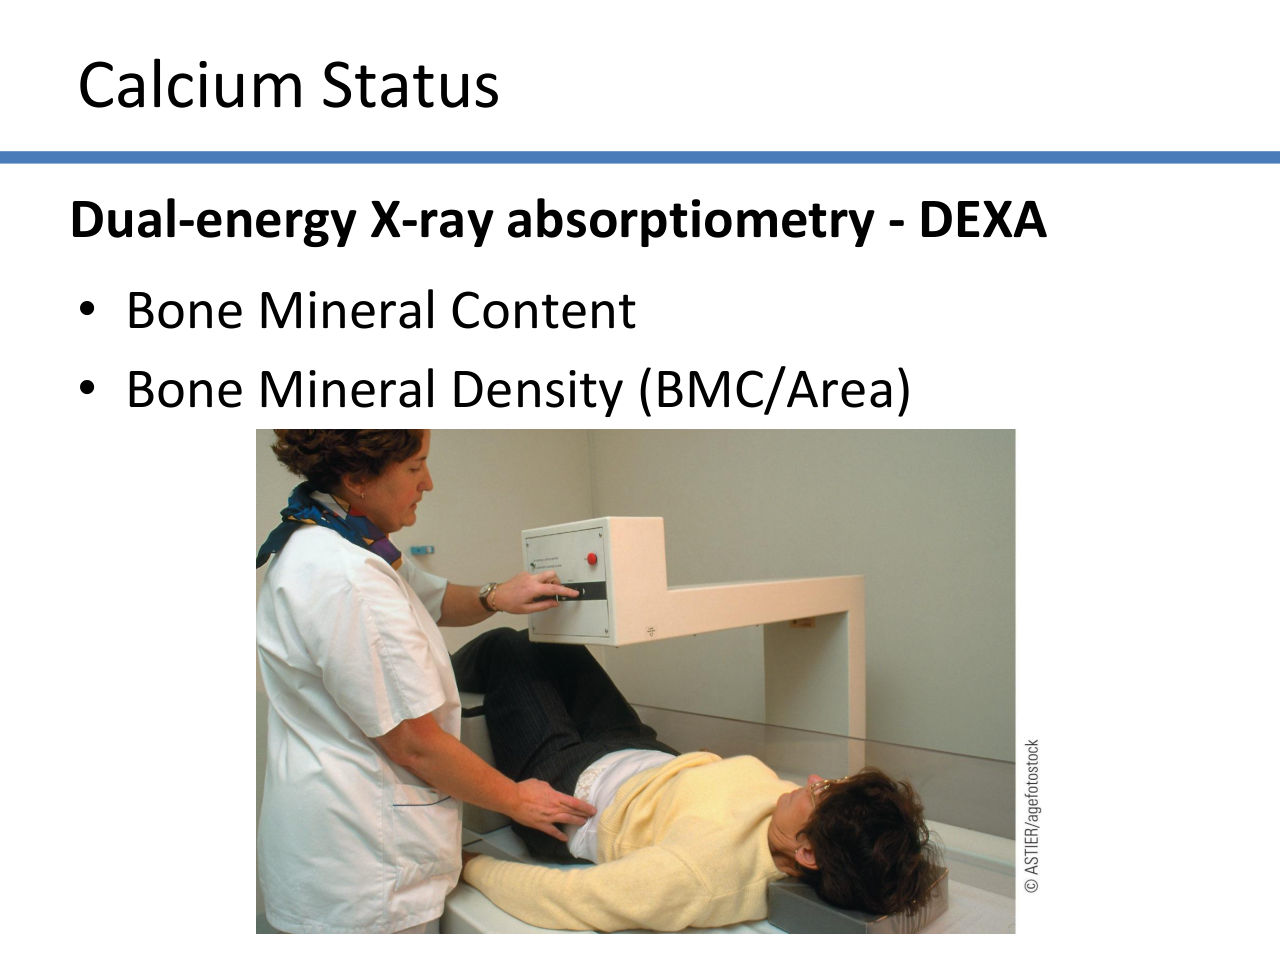 Calcium Status
Dual-energy X-ray absorptiometry - DEXA
• Bone Mineral Content
• Bone Mineral Density (BMC/Area)
© ASTIER/agefotostock